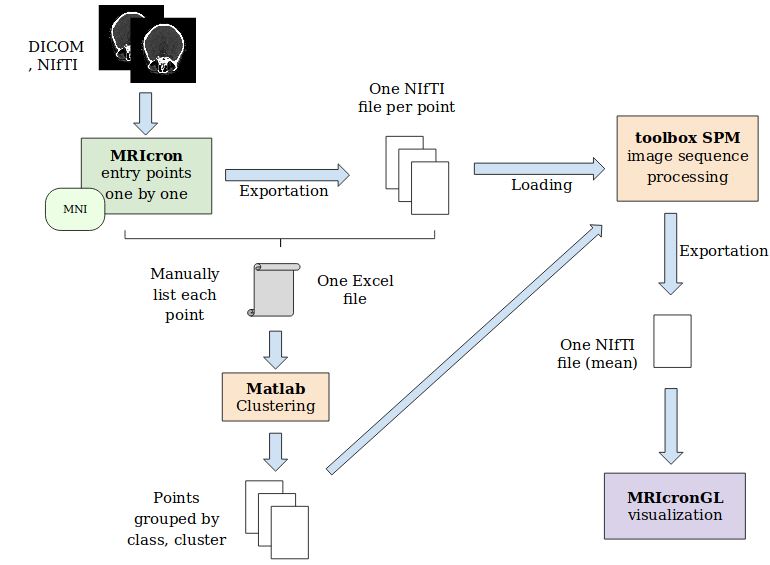 DICOM
, NIfTI
MRIcron
entry points
one by one
MNI
Exportation
One NIfTI
file per point
Loading
toolbox SPM
image sequence
processing
Manually
list each
point
One Excel
file
Matlab
Clustering
Points
grouped by
class, cluster
Exportation
One NIfTI
file (mean)
MRIcronGL
visualization